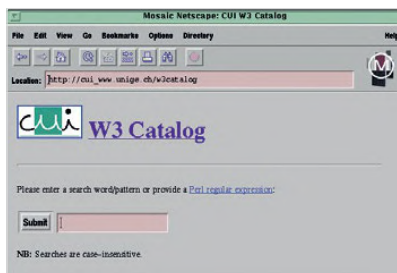 Mosaic Netscape: CUI W3 Catalog
File Edit View Go Bookmarks Options Directory Help
Location: http://cui_www.unige.ch/w3catalog
M
cui W3 Catalog
Please enter a search word/pattern or provide a Perl regular expression:
Submit
NB: Searches are case-insensitive.